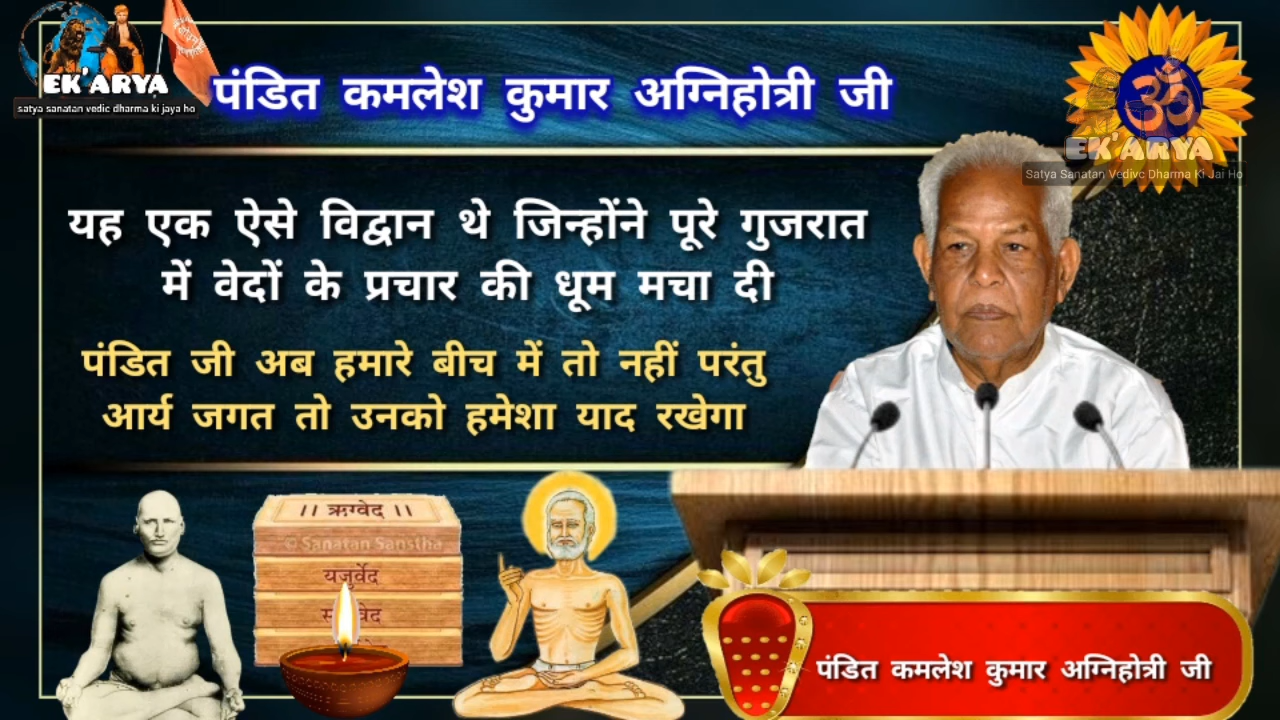 EK'ARYA
satya sanatan vedic dharma ki jaya ho
पंडित कमलेश कुमार अग्निहोत्री जी
ॐ
EK'ARYA
Satya Sanatan Vedivc Dharma Ki Jai Ho
यह एक ऐसे विद्वान थे जिन्होंने पूरे गुजरात
में वेदों के प्रचार की धूम मचा दी
पंडित जी अब हमारे बीच में तो नहीं परंतु
आर्य जगत तो उनको हमेशा याद रखेगा
।। ऋग्वेद ।।
© Sanatan Sanstha
यजुर्वेद
पंडित कमलेश कुमार अग्निहोत्री जी